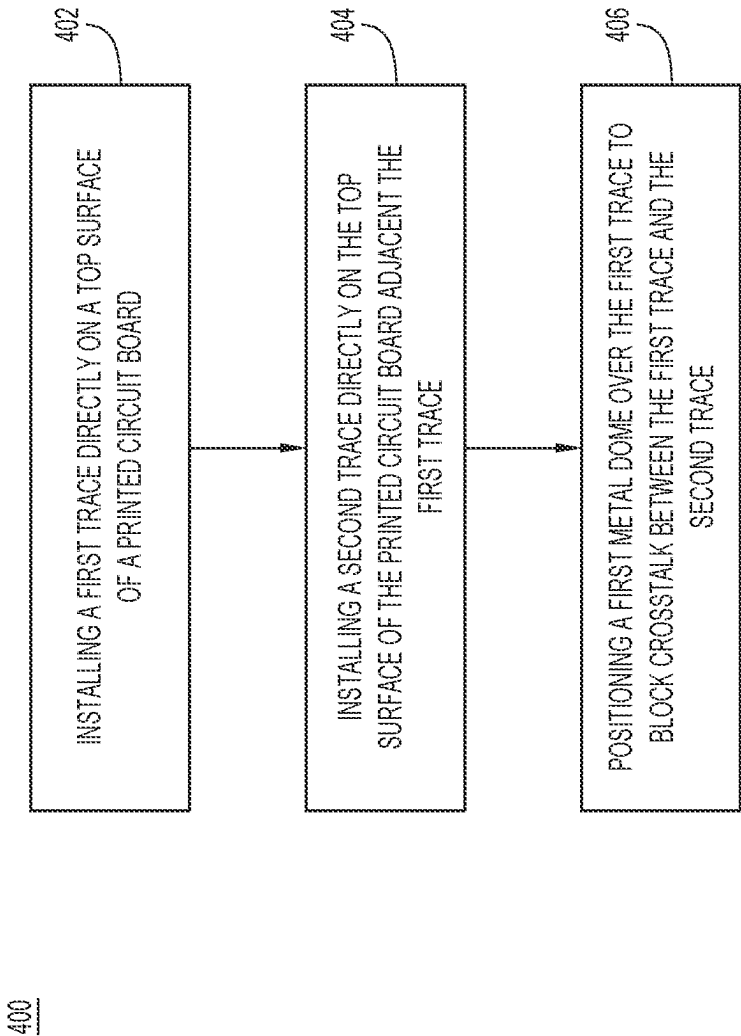 400
402
INSTALLING A FIRST TRACE DIRECTLY ON A TOP SURFACE
OF A PRINTED CIRCUIT BOARD
404
INSTALLING A SECOND TRACE DIRECTLY ON THE TOP
SURFACE OF THE PRINTED CIRCUIT BOARD ADJACENT THE
FIRST TRACE
406
POSITIONING A FIRST METAL DOME OVER THE FIRST TRACE TO
BLOCK CROSSTALK BETWEEN THE FIRST TRACE AND THE
SECOND TRACE